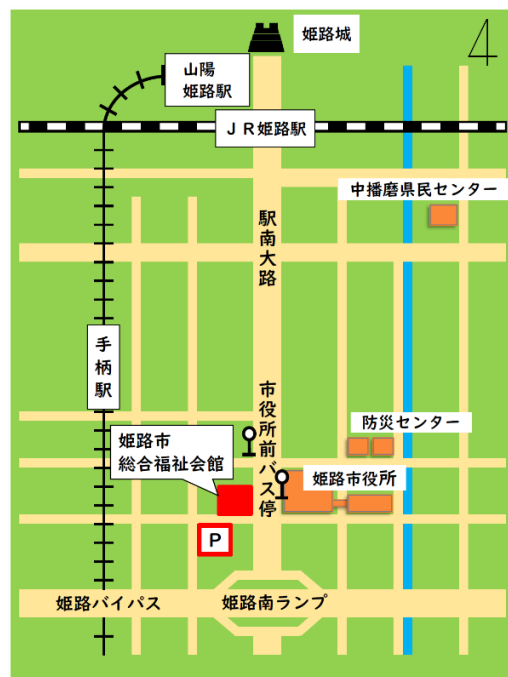 姫路城
山陽
姫路駅
ＪＲ姫路駅
中播磨県民センター
駅南大路
手柄駅
市役所前バス停
防災センター
姫路市
総合福祉会館
姫路市役所
P
姫路バイパス
姫路南ランプ